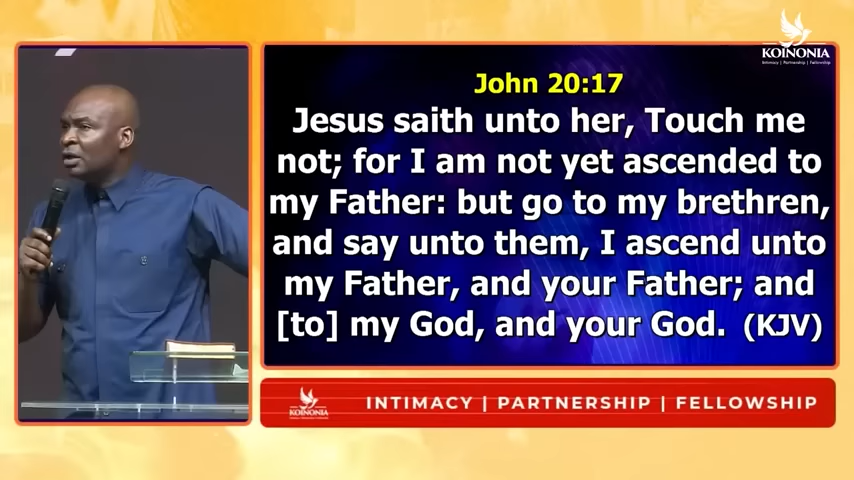 KOINONIA
Intimacy | Partnership | Fellowship
John 20:17
Jesus saith unto her, Touch me
not; for I am not yet ascended to
my Father: but go to my brethren,
and say unto them, I ascend unto
my Father, and your Father; and
[to] my God, and your God. (KJV)
KOINONIA
INTIMACY | PARTNERSHIP | FELLOWSHIP